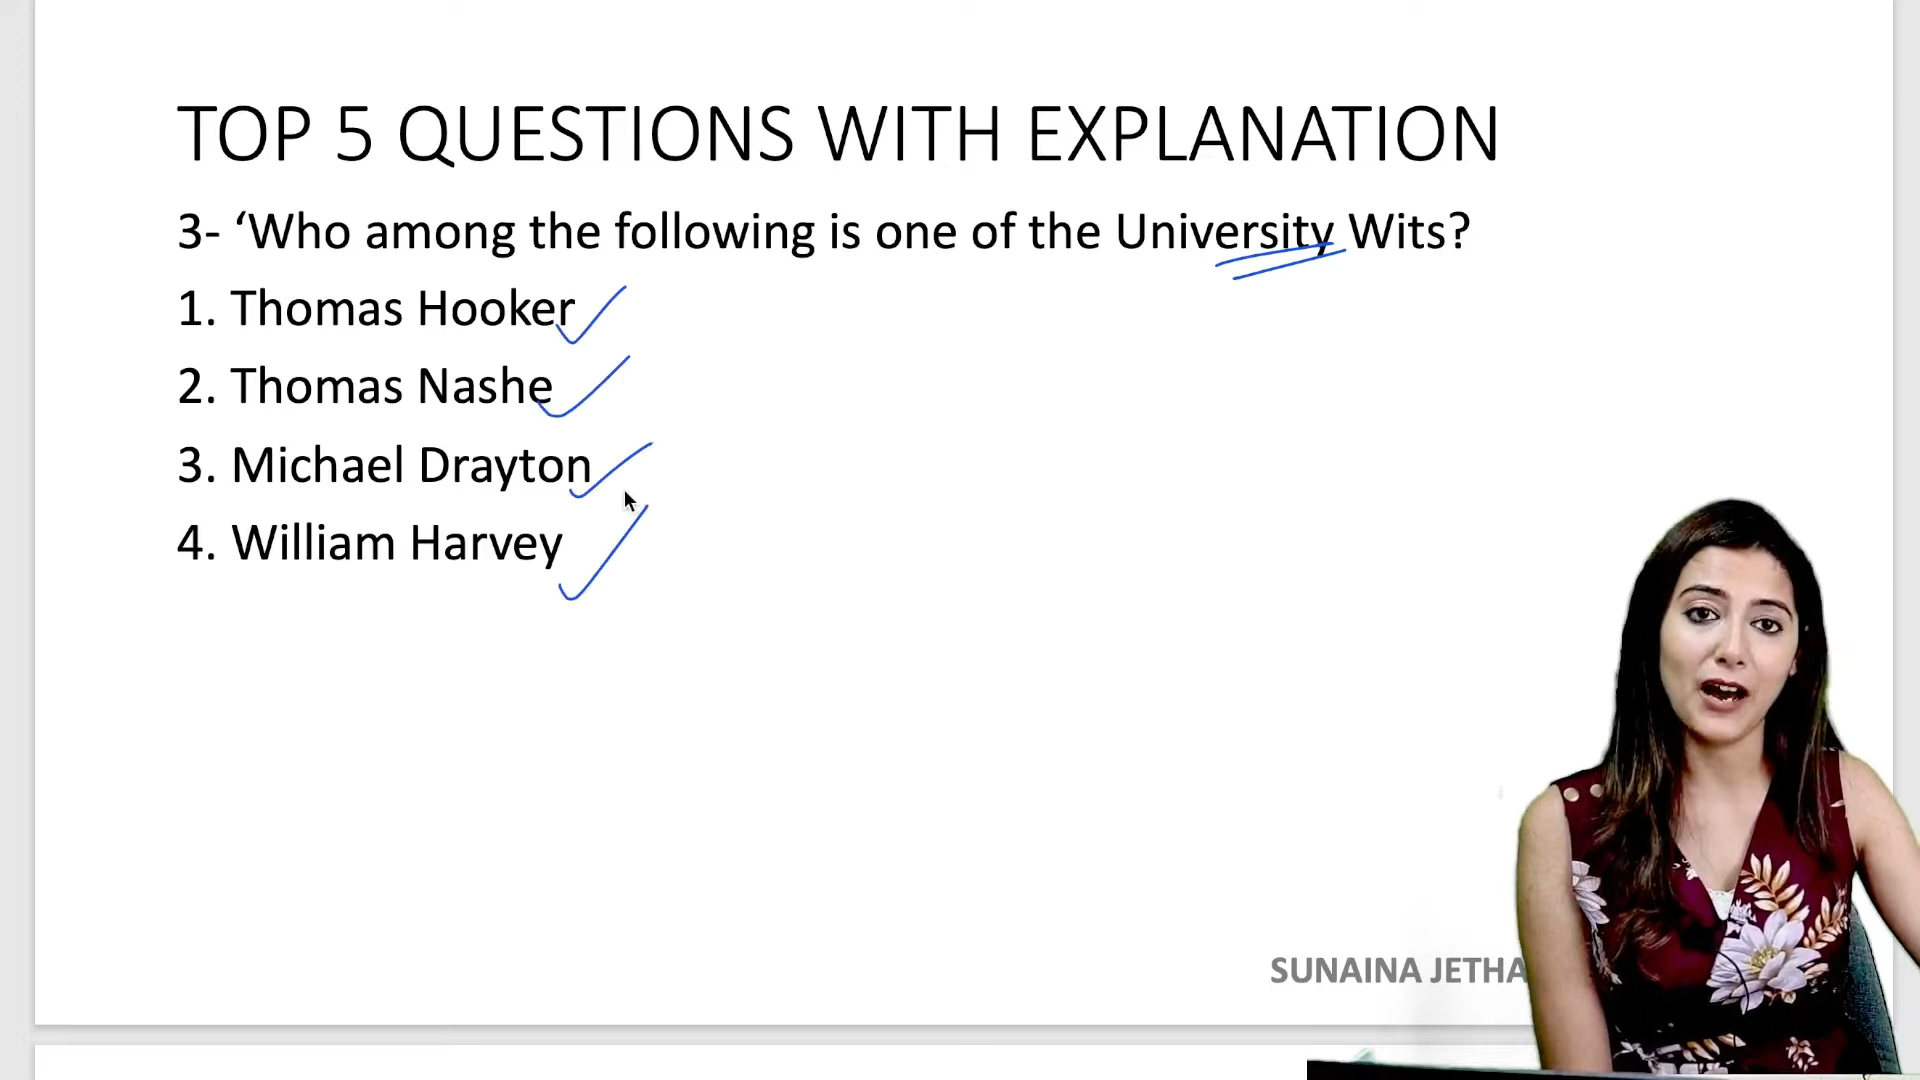 TOP 5 QUESTIONS WITH EXPLANATION
3- ‘Who among the following is one of the University Wits?
1. Thomas Hooker
2. Thomas Nashe
3. Michael Drayton
4. William Harvey
SUNAINA JETHA